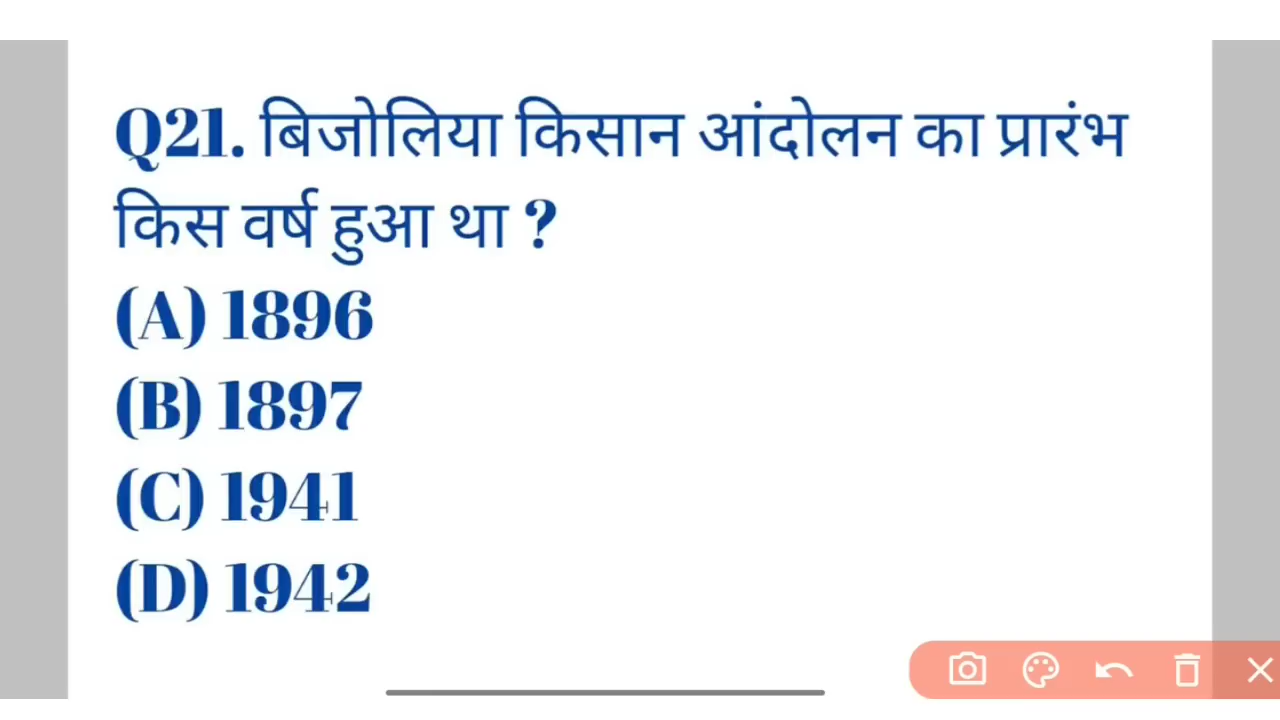 Q21. बिजोलिया किसान आंदोलन का प्रारंभ
किस वर्ष हुआ था ?
(A) 1896
(B) 1897
(C) 1941
(D) 1942